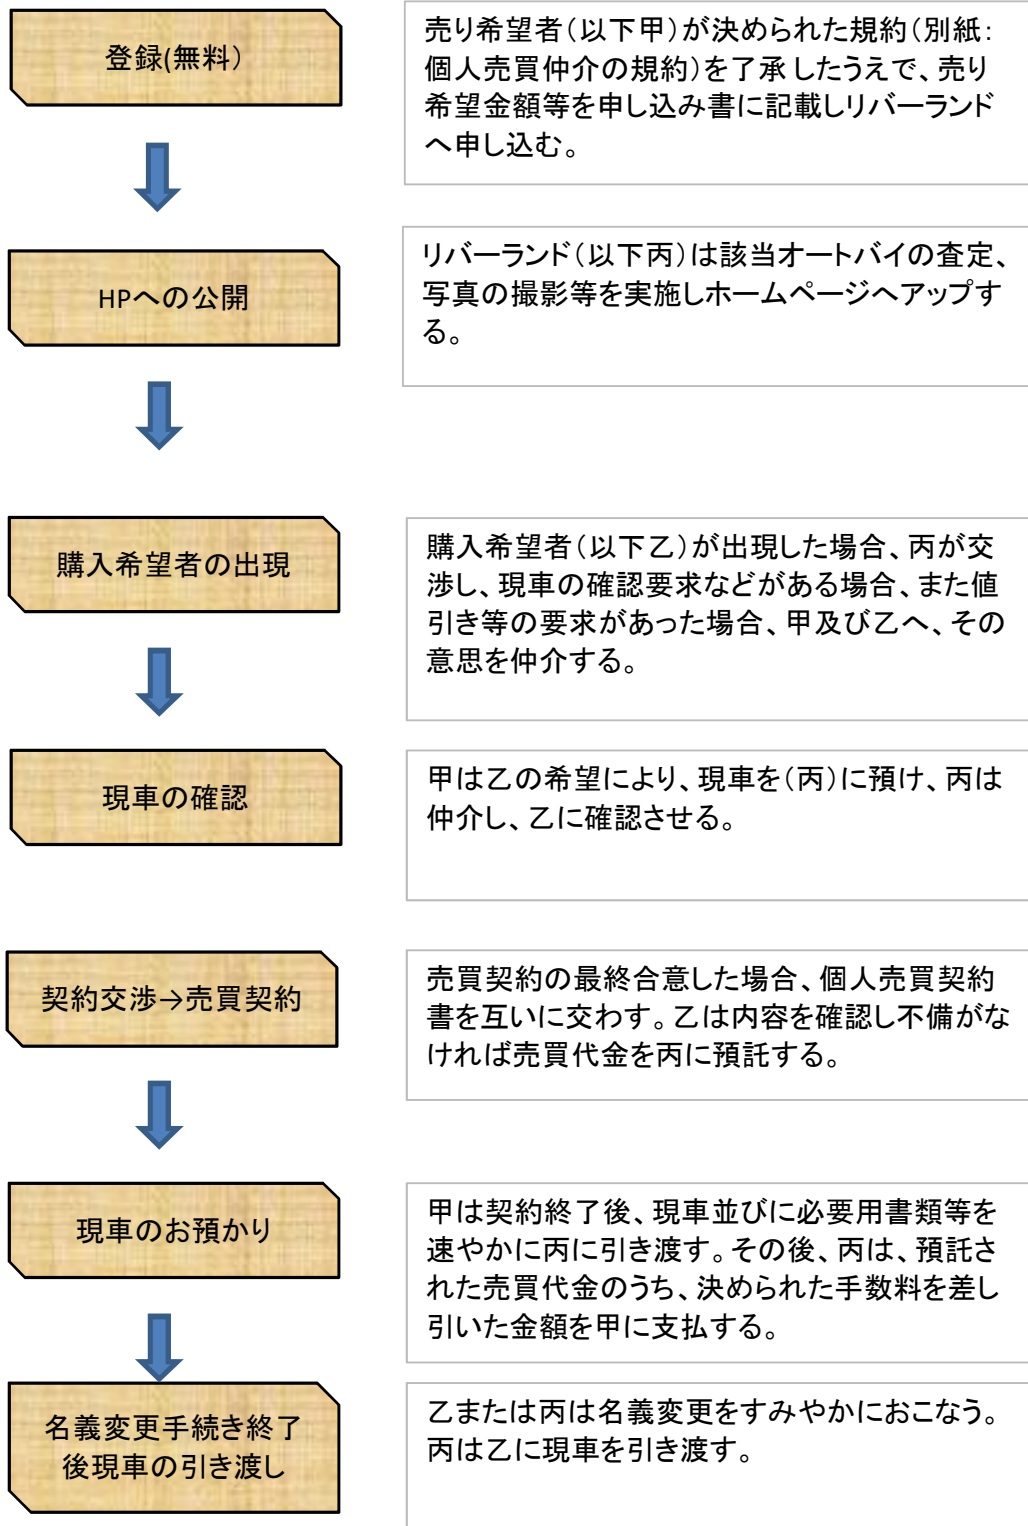 登録(無料）
売り希望者（以下甲）が決められた規約（別紙：
個人売買仲介の規約）を了承したうえで、売り
希望金額等を申し込み書に記載しリバーランド
へ申し込む。
HPへの公開
リバーランド（以下丙）は該当オートバイの査定、
写真の撮影等を実施しホームページへアップす
る。
購入希望者の出現
購入希望者（以下乙）が出現した場合、丙が交
渉し、現車の確認要求などがある場合、また値
引き等の要求があった場合、甲及び乙へ、その
意思を仲介する。
現車の確認
甲は乙の希望により、現車を（丙）に預け、丙は
仲介し、乙に確認させる。
契約交渉→売買契約
売買契約の最終合意した場合、個人売買契約
書を互いに交わす。乙は内容を確認し不備がな
ければ売買代金を丙に預託する。
現車のお預かり
甲は契約終了後、現車並びに必要用書類等を
速やかに丙に引き渡す。その後、丙は、預託さ
れた売買代金のうち、決められた手数料を差し
引いた金額を甲に支払する。
名義変更手続き終了
後現車の引き渡し
乙または丙は名義変更をすみやかにおこなう。
丙は乙に現車を引き渡す。